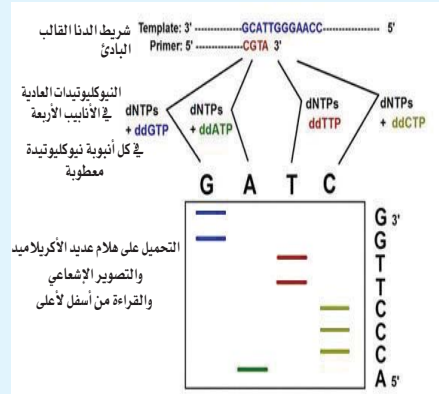 شريط الدنا القالب
Template: 3' ---------------GCATTGGGAACC---------- 5'
البادئ
Primer: 5' --------------CGTA 3'
النيوكليوتيدات العادية
في الأنابيب الأربعة
في كل أنبوبة نيوكليوتيدة
معطوبة
dNTPs
+ ddGTP
dNTPs
+ ddATP
dNTPs
ddTTP
dNTPs
+ ddCTP
G A T C
التحميل على هلام عديد الأكريلاميد
والتصوير الإشعاعي
والقراءة من أسفل لأعلى
G 3'
G
T
T
C
C
C
A 5'